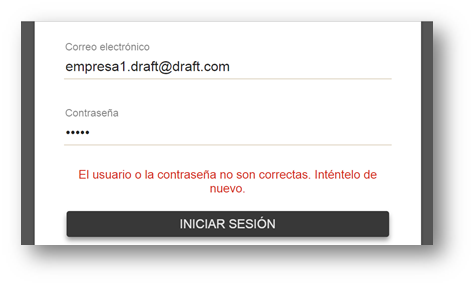 Correo electrónico
empresa1.draft@draft.com
Contraseña
•••••
El usuario o la contraseña no son correctas. Inténtelo de
nuevo.
INICIAR SESIÓN